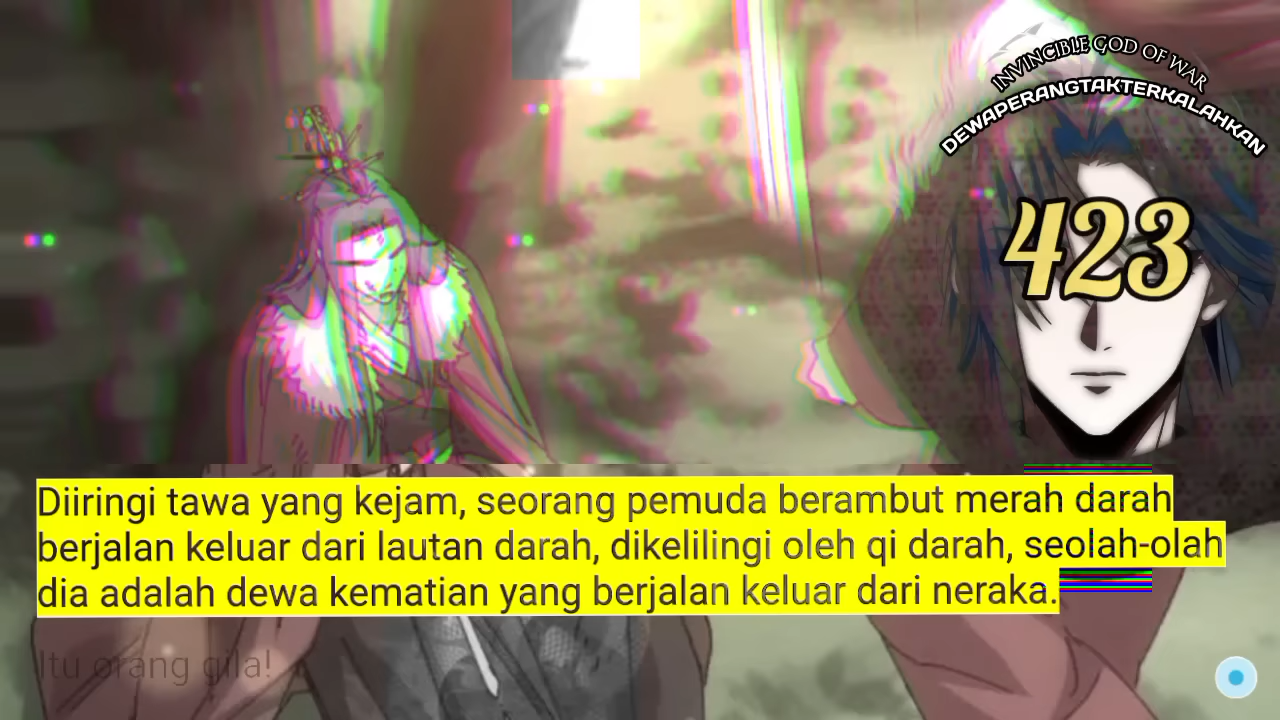 INVINCIBLE GOD OF WAR
DEWAPERANGTAKTERKALAHKAN
423
Diiringi tawa yang kejam, seorang pemuda berambut merah darah
berjalan keluar dari lautan darah, dikelilingi oleh qi darah, seolah-olah
dia adalah dewa kematian yang berjalan keluar dari neraka.
Itu orang gila!